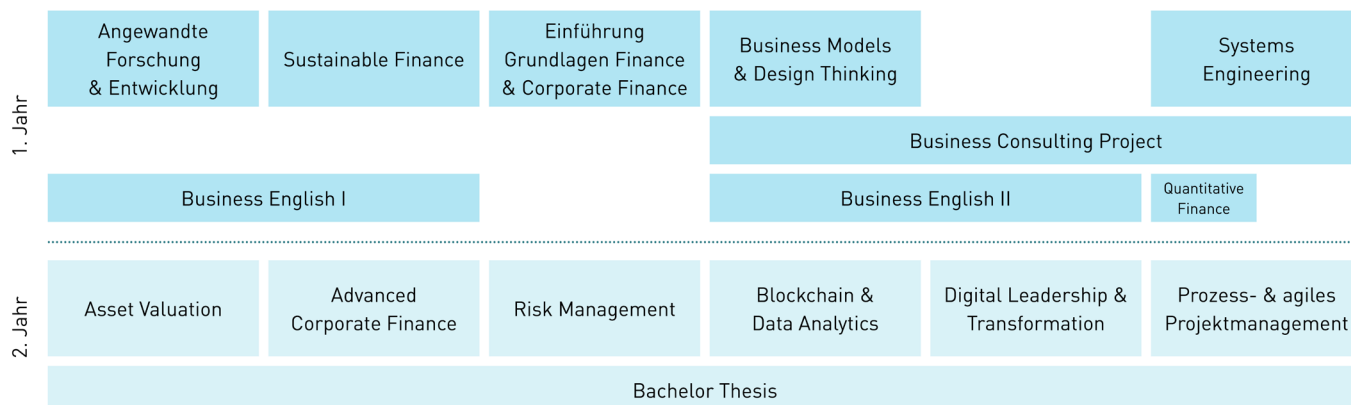 1. Jahr
Angewandte
Forschung
& Entwicklung
Sustainable Finance
Einführung
Grundlagen Finance
& Corporate Finance
Business Models
& Design Thinking
Systems
Engineering
Business Consulting Project
Business English I
Business English II
Quantitative
Finance
2. Jahr
Asset Valuation
Advanced
Corporate Finance
Risk Management
Blockchain &
Data Analytics
Digital Leadership &
Transformation
Prozess- & agiles
Projektmanagement
Bachelor Thesis